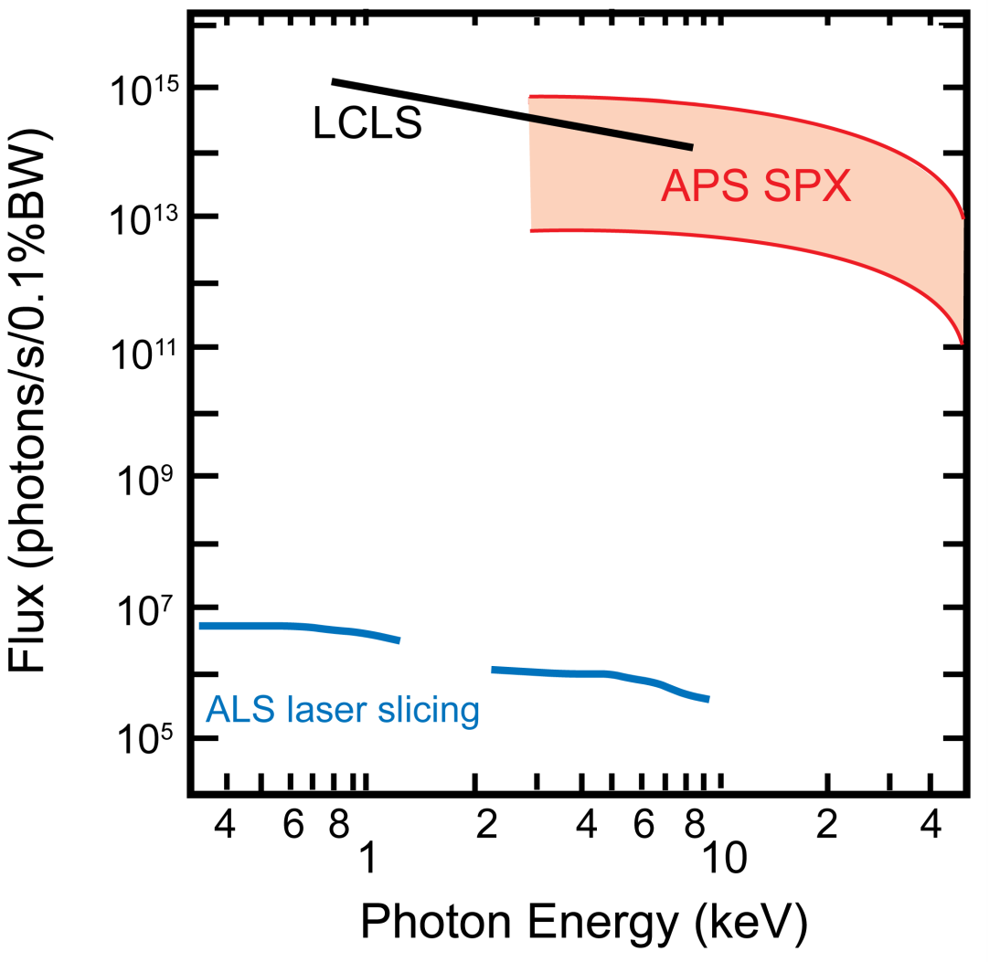 Flux (photons/s/0.1%BW)
10¹⁵
10¹³
10¹¹
10⁹
10⁷
10⁵
LCLS
APS SPX
ALS laser slicing
4 6 8 2 4 6 8 2 4
1 10
Photon Energy (keV)